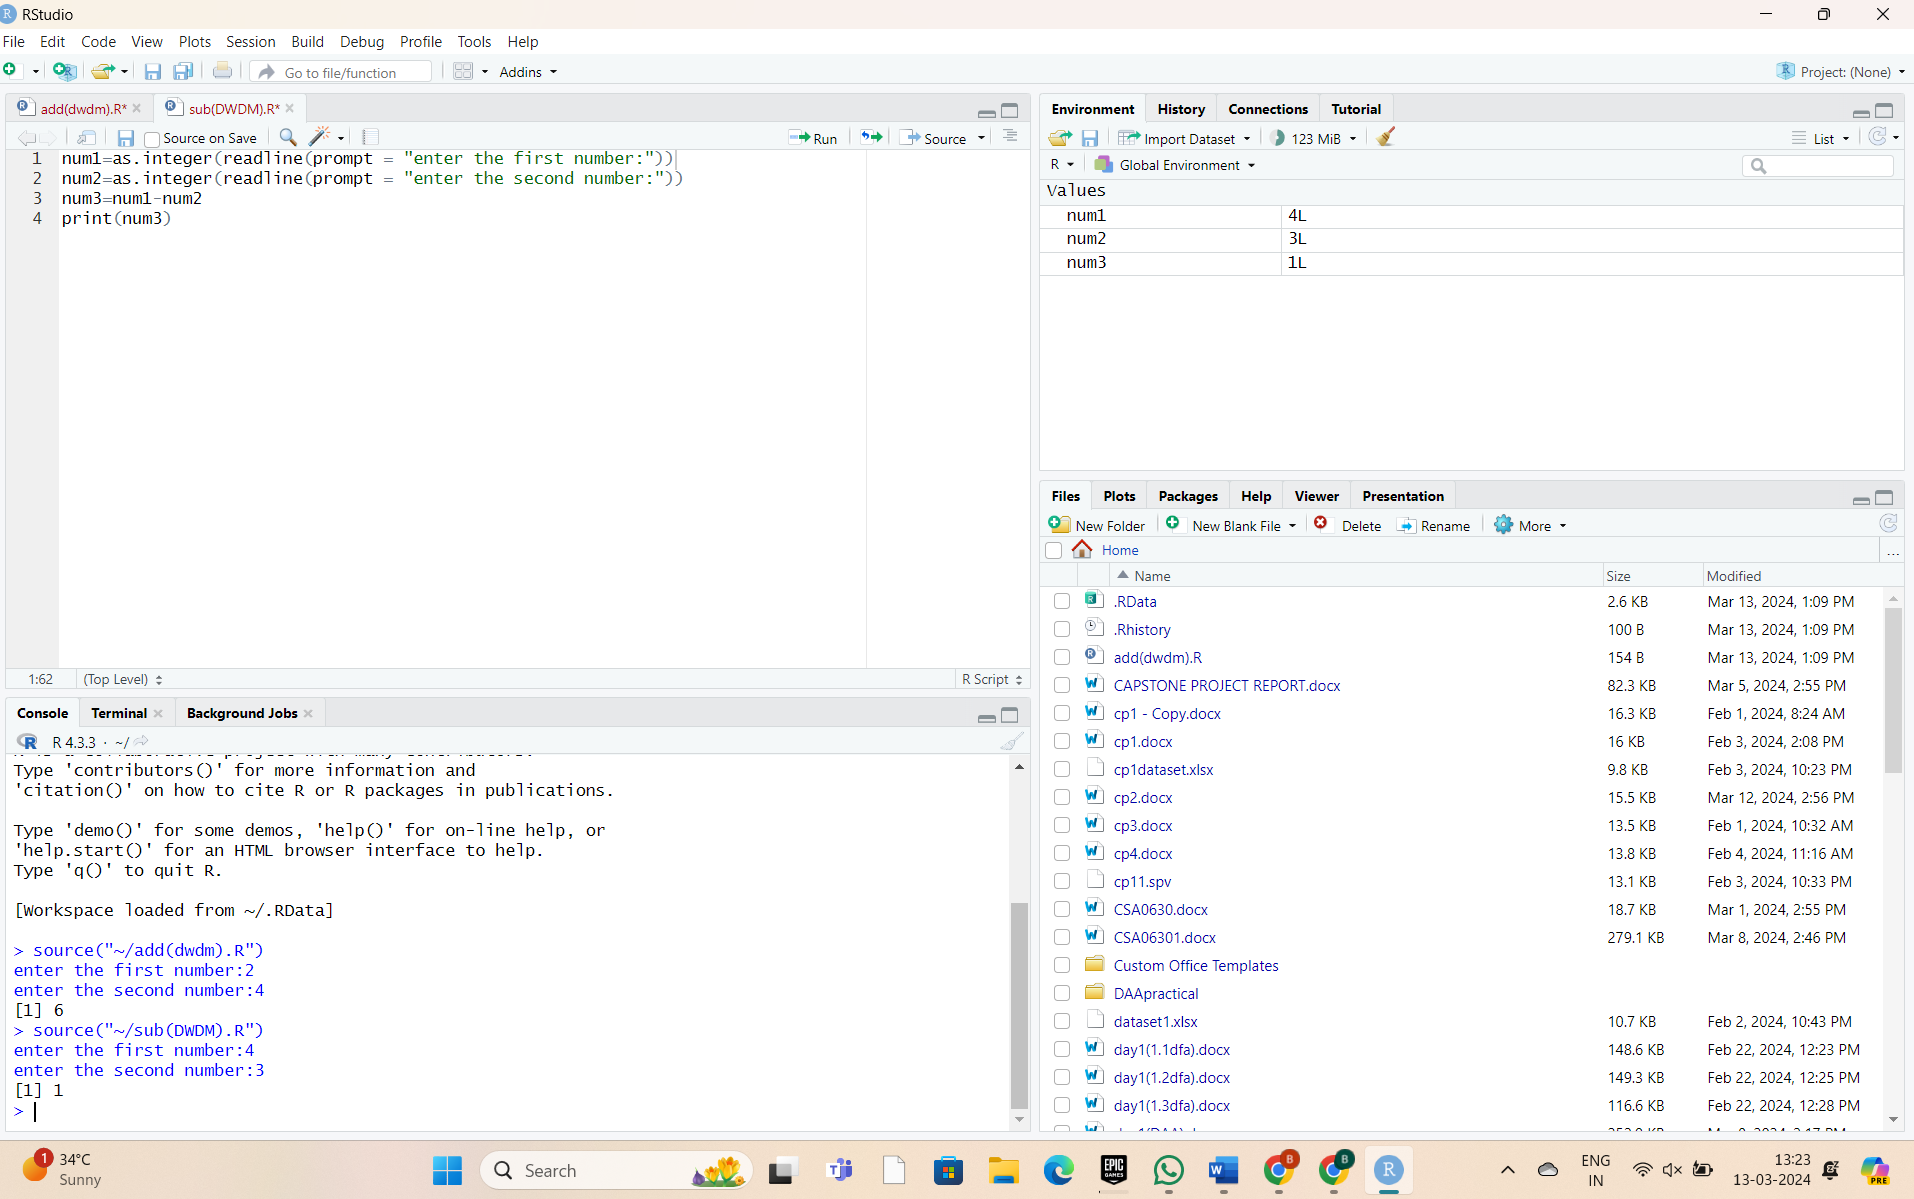 RStudio
File Edit Code View Plots Session Build Debug Profile Tools Help
Go to file/function Addins Project: (None)
add(dwdm).R* sub(DWDM).R*
Source on Save Run Source
1 num1=as.integer(readline(prompt = "enter the first number:"))
2 num2=as.integer(readline(prompt = "enter the second number:"))
3 num3=num1-num2
4 print(num3)
1:62 (Top Level) R Script
Console Terminal Background Jobs
R 4.3.3 · ~/
Type 'contributors()' for more information and
'citation()' on how to cite R or R packages in publications.
Type 'demo()' for some demos, 'help()' for on-line help, or
'help.start()' for an HTML browser interface to help.
Type 'q()' to quit R.
[Workspace loaded from ~/.RData]
> source("~/add(dwdm).R")
enter the first number:2
enter the second number:4
[1] 6
> source("~/sub(DWDM).R")
enter the first number:4
enter the second number:3
[1] 1
>
Environment History Connections Tutorial
Import Dataset 123 MiB List
R Global Environment
Values
num1 4L
num2 3L
num3 1L
Files Plots Packages Help Viewer Presentation
New Folder New Blank File Delete Rename More
Home ...
Name Size Modified
.RData 2.6 KB Mar 13, 2024, 1:09 PM
.Rhistory 100 B Mar 13, 2024, 1:09 PM
add(dwdm).R 154 B Mar 13, 2024, 1:09 PM
CAPSTONE PROJECT REPORT.docx 82.3 KB Mar 5, 2024, 2:55 PM
cp1 - Copy.docx 16.3 KB Feb 1, 2024, 8:24 AM
cp1.docx 16 KB Feb 3, 2024, 2:08 PM
cp1dataset.xlsx 9.8 KB Feb 3, 2024, 10:23 PM
cp2.docx 15.5 KB Mar 12, 2024, 2:56 PM
cp3.docx 13.5 KB Feb 1, 2024, 10:32 AM
cp4.docx 13.8 KB Feb 4, 2024, 11:16 AM
cp11.spv 13.1 KB Feb 3, 2024, 10:33 PM
CSA0630.docx 18.7 KB Mar 1, 2024, 2:55 PM
CSA06301.docx 279.1 KB Mar 8, 2024, 2:46 PM
Custom Office Templates
DAApractical
dataset1.xlsx 10.7 KB Feb 2, 2024, 10:43 PM
day1(1.1dfa).docx 148.6 KB Feb 22, 2024, 12:23 PM
day1(1.2dfa).docx 149.3 KB Feb 22, 2024, 12:25 PM
day1(1.3dfa).docx 116.6 KB Feb 22, 2024, 12:28 PM
1 34°C
Sunny
Search
EPIC GAMES
B
B
ENG
IN
13:23
13-03-2024
PRE